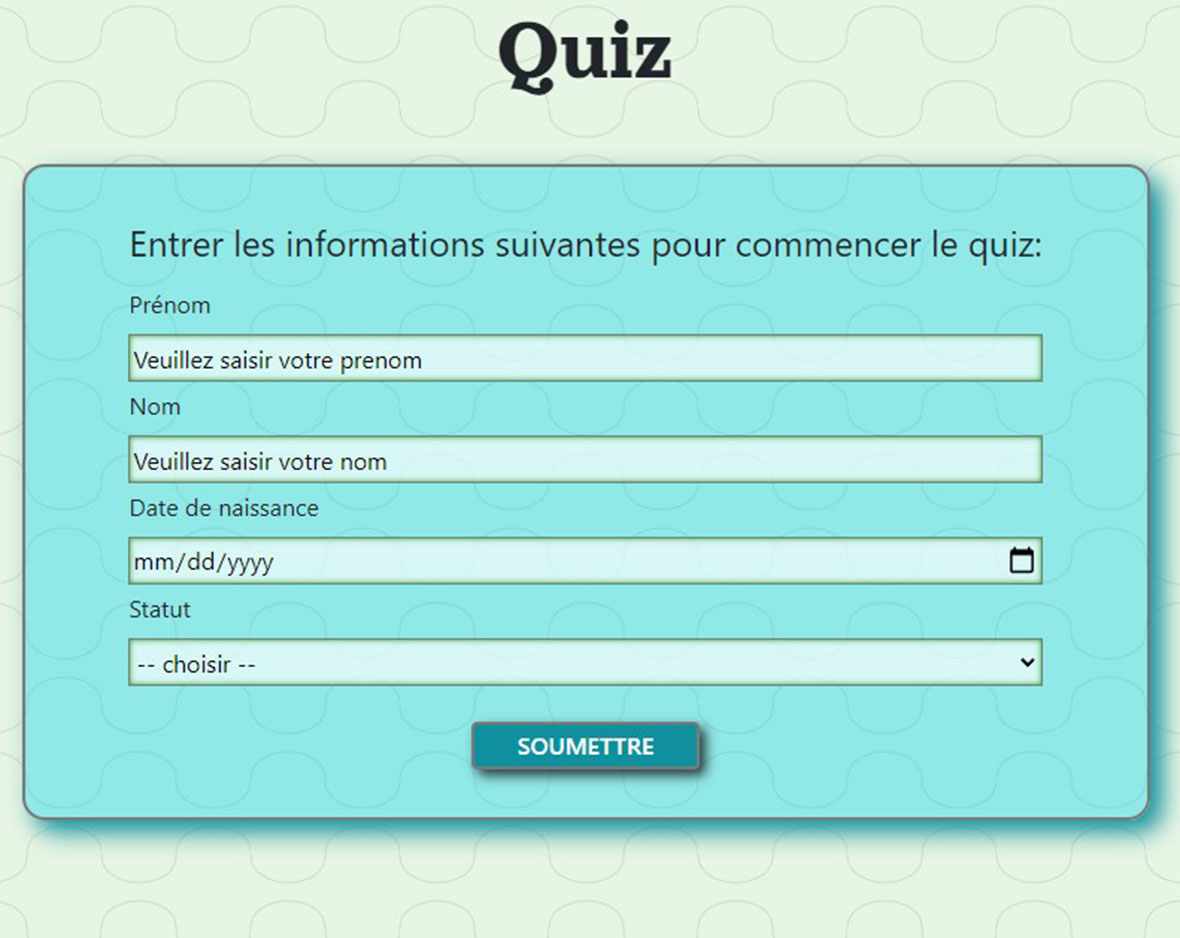 Quiz
Entrer les informations suivantes pour commencer le quiz:
Prénom
Veuillez saisir votre prenom
Nom
Veuillez saisir votre nom
Date de naissance
mm/dd/yyyy
Statut
-- choisir --
SOUMETTRE